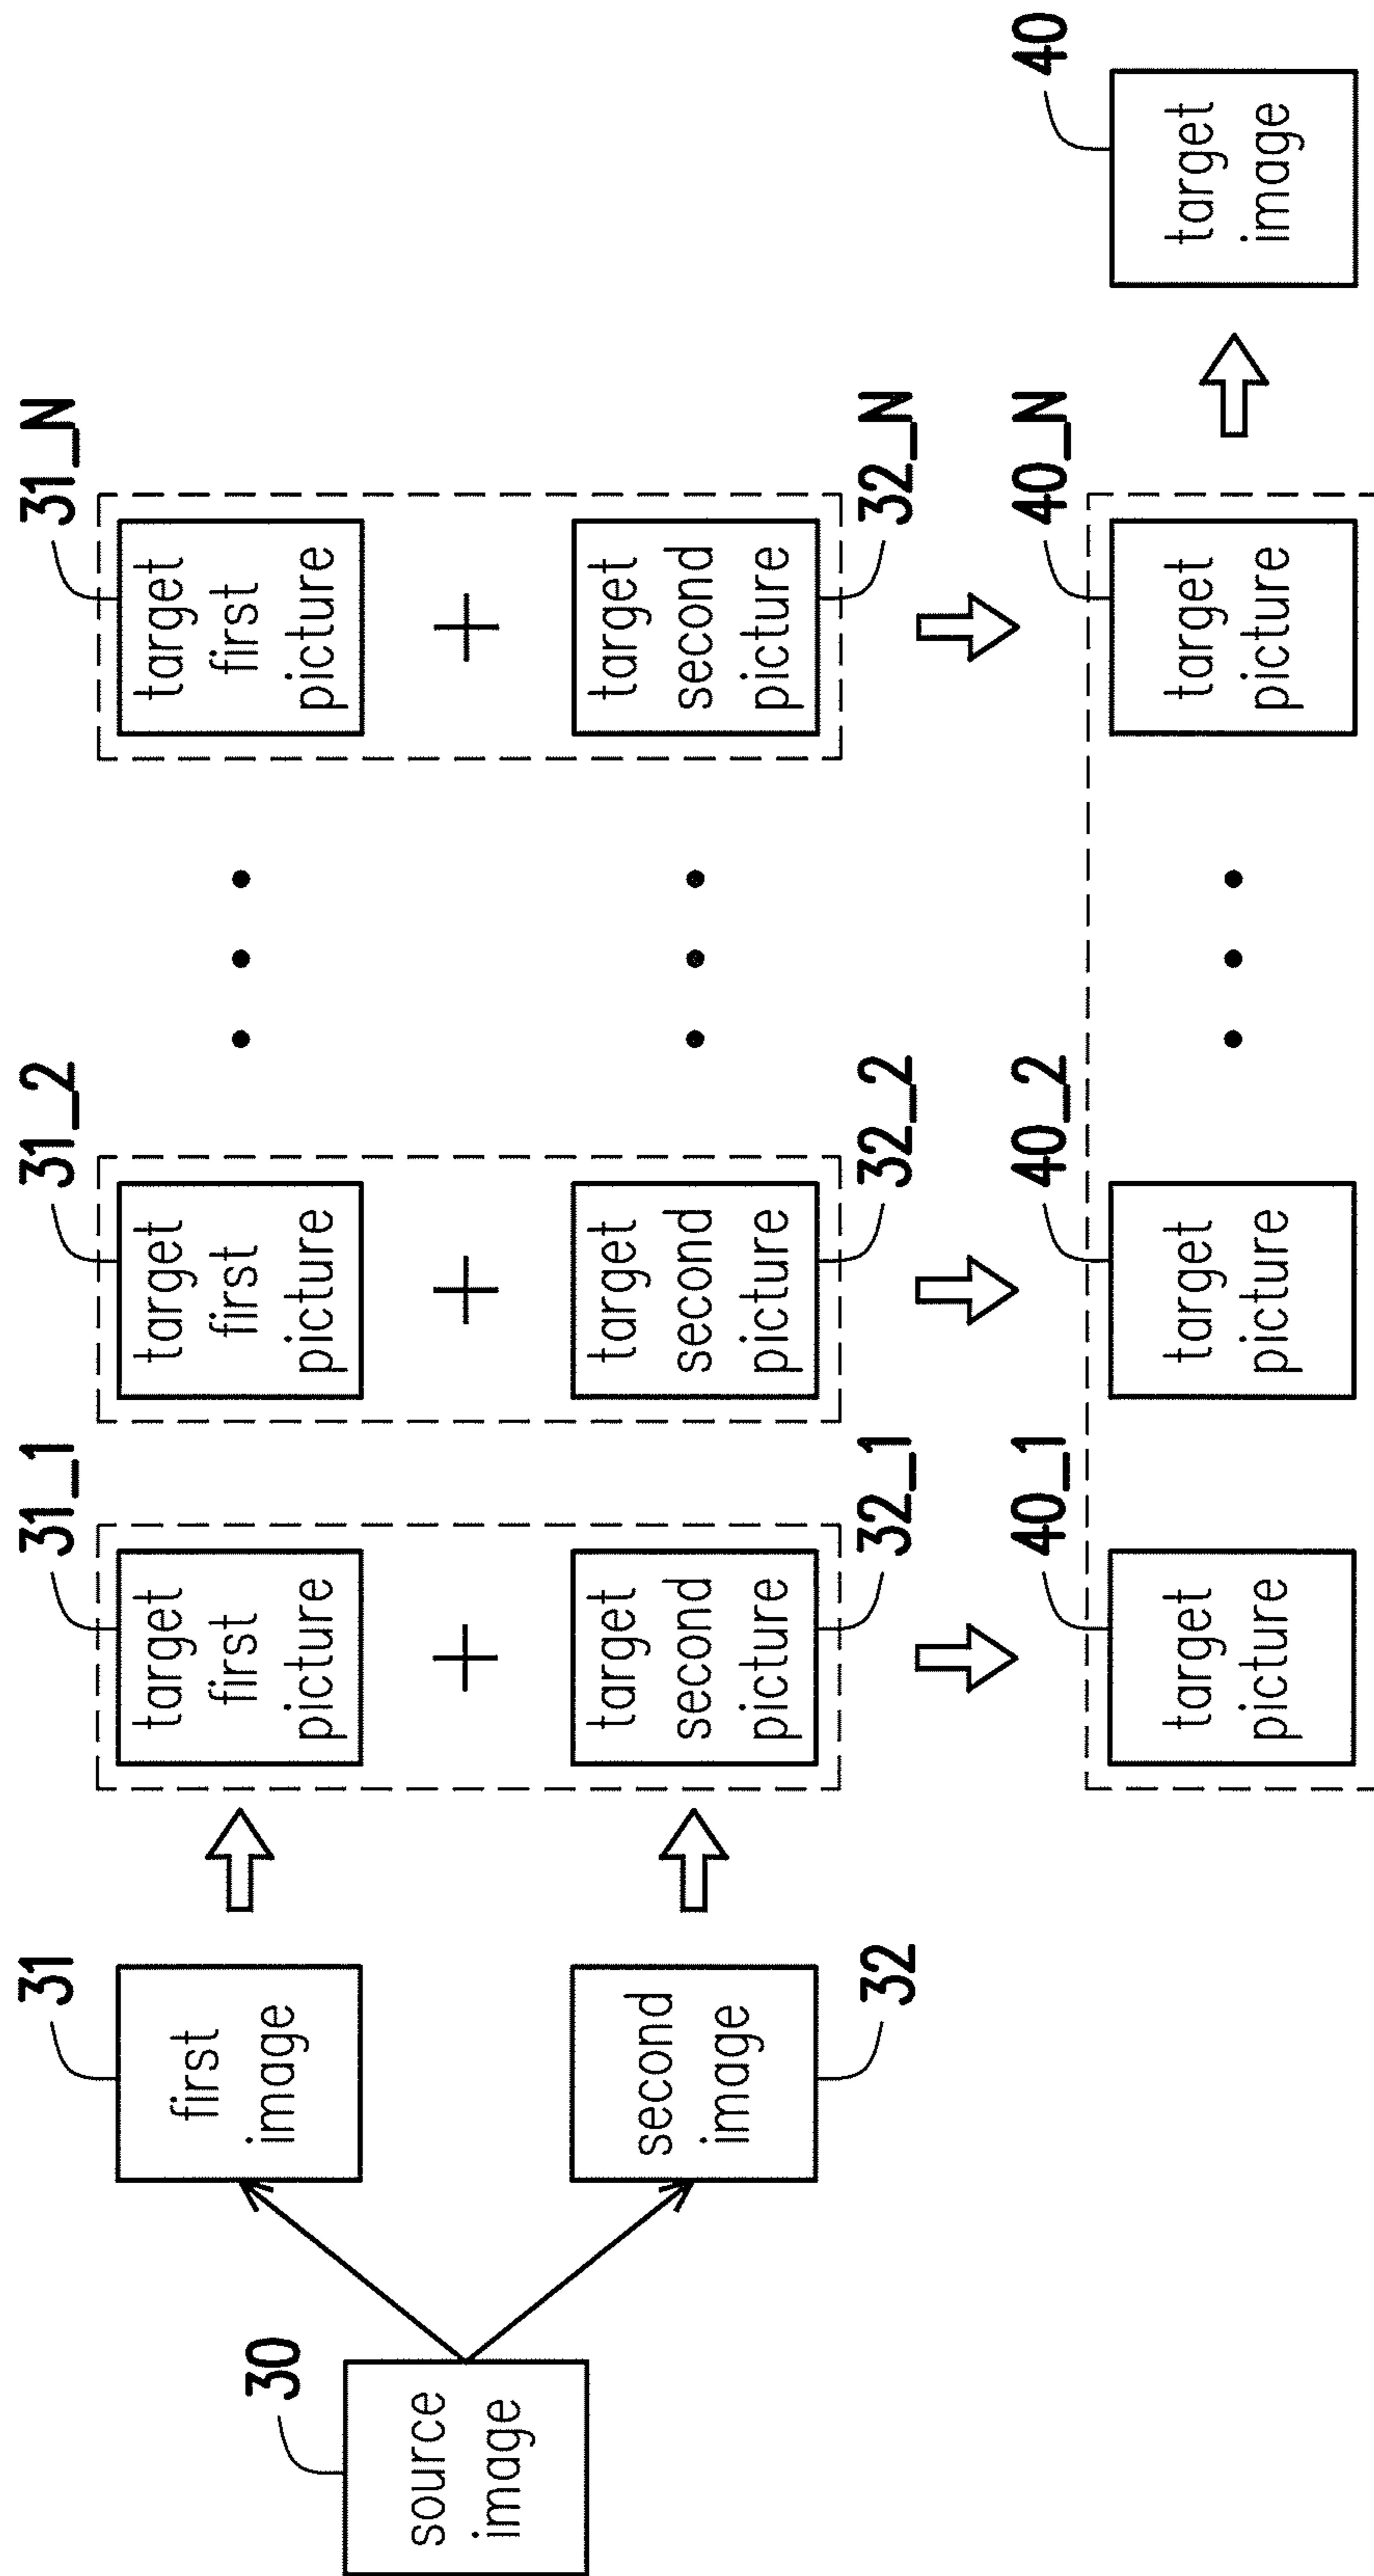 30
source
image
31
first
image
32
second
image
31_1
target
first
picture
+
32_1
target
second
picture
31_2
target
first
picture
+
32_2
target
second
picture
31_N
target
first
picture
+
32_N
target
second
picture
40_1
target
picture
40_2
target
picture
40_N
target
picture
40
target
image